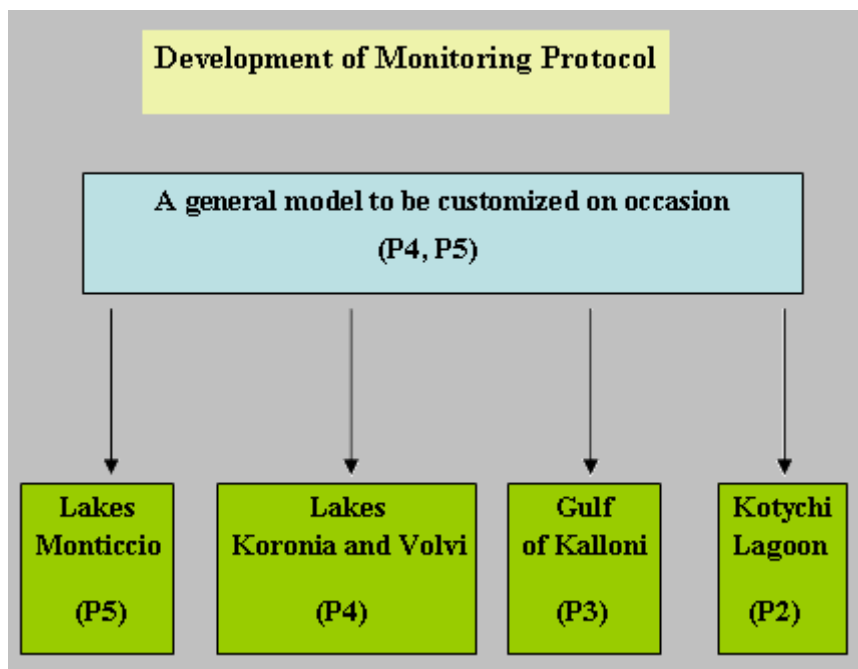 Development of Monitoring Protocol
A general model to be customized on occasion
(P4, P5)
Lakes
Monticcio
(P5)
Lakes
Koronia and Volvi
(P4)
Gulf
of Kalloni
(P3)
Kotychi
Lagoon
(P2)